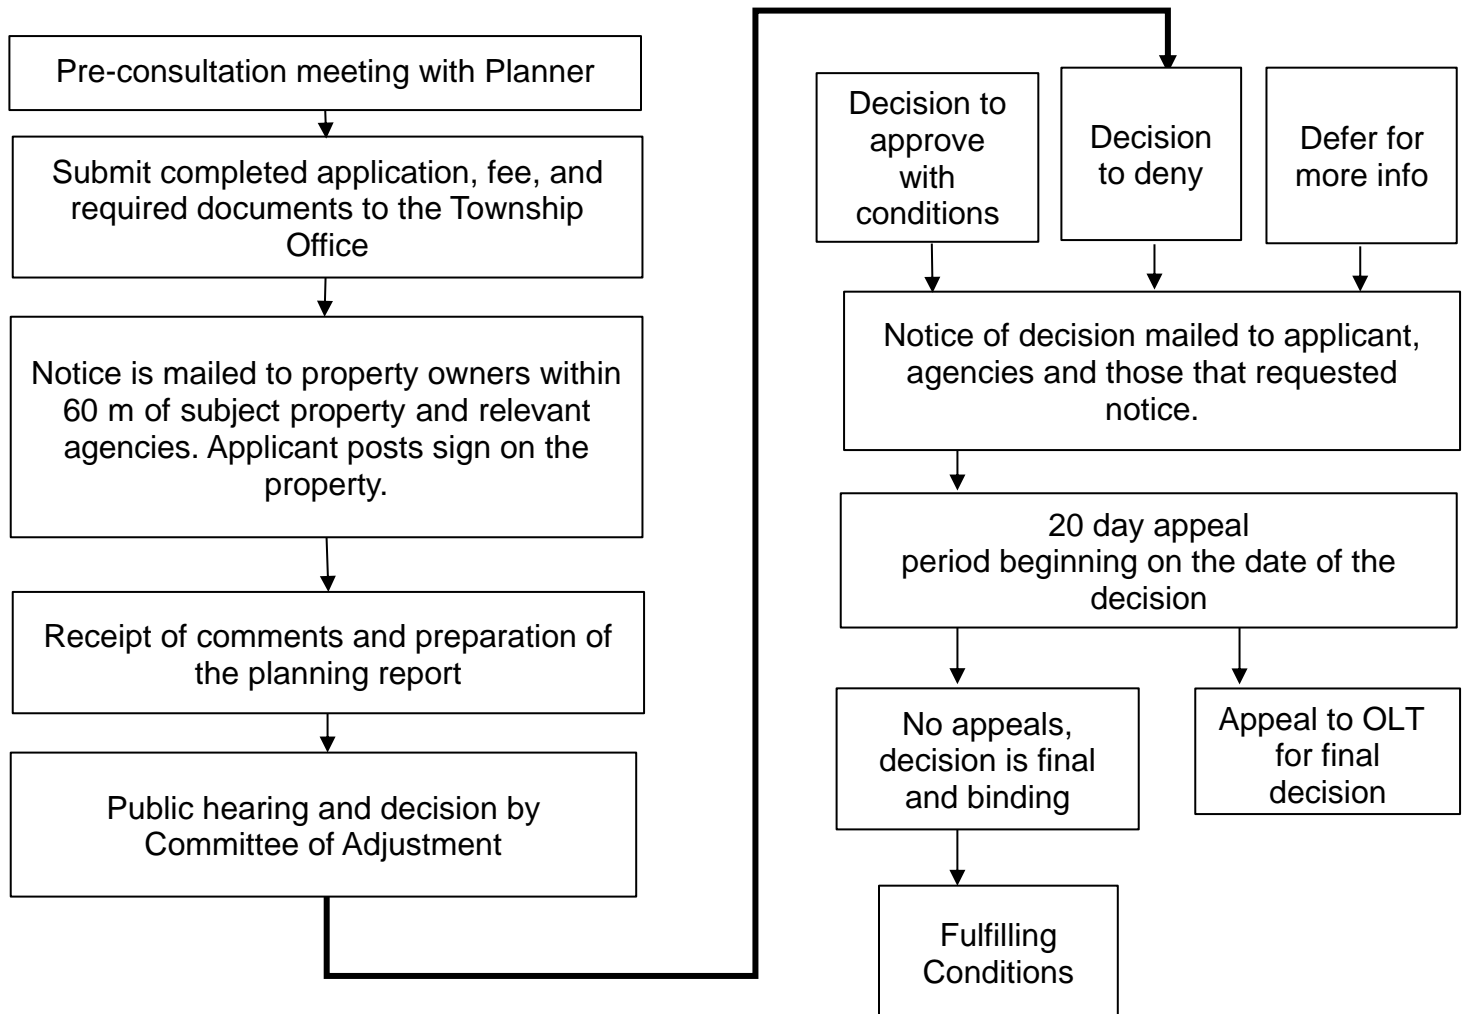 Pre-consultation meeting with Planner
Submit completed application, fee, and
required documents to the Township
Office
Notice is mailed to property owners within
60 m of subject property and relevant
agencies. Applicant posts sign on the
property.
Receipt of comments and preparation of
the planning report
Public hearing and decision by
Committee of Adjustment
Decision to
approve
with
conditions
Decision
to deny
Defer for
more info
Notice of decision mailed to applicant,
agencies and those that requested
notice.
20 day appeal
period beginning on the date of the
decision
No appeals,
decision is final
and binding
Appeal to OLT
for final
decision
Fulfilling
Conditions